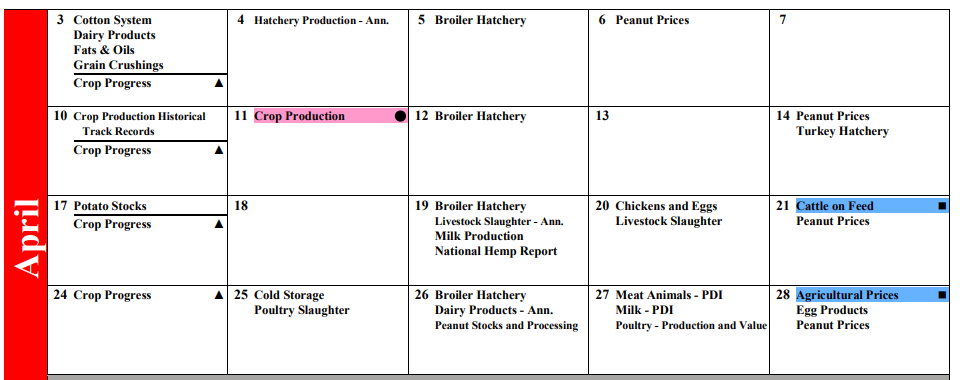 April
3 Cotton System
Dairy Products
Fats & Oils
Grain Crushings
Crop Progress ▲
4 Hatchery Production - Ann.
5 Broiler Hatchery
6 Peanut Prices
7
10 Crop Production Historical
Track Records
Crop Progress ▲
11 Crop Production ●
12 Broiler Hatchery
13
14 Peanut Prices
Turkey Hatchery
17 Potato Stocks
Crop Progress ▲
18
19 Broiler Hatchery
Livestock Slaughter - Ann.
Milk Production
National Hemp Report
20 Chickens and Eggs
Livestock Slaughter
21 Cattle on Feed ■
Peanut Prices
24 Crop Progress ▲
25 Cold Storage
Poultry Slaughter
26 Broiler Hatchery
Dairy Products - Ann.
Peanut Stocks and Processing
27 Meat Animals - PDI
Milk - PDI
Poultry - Production and Value
28 Agricultural Prices ■
Egg Products
Peanut Prices